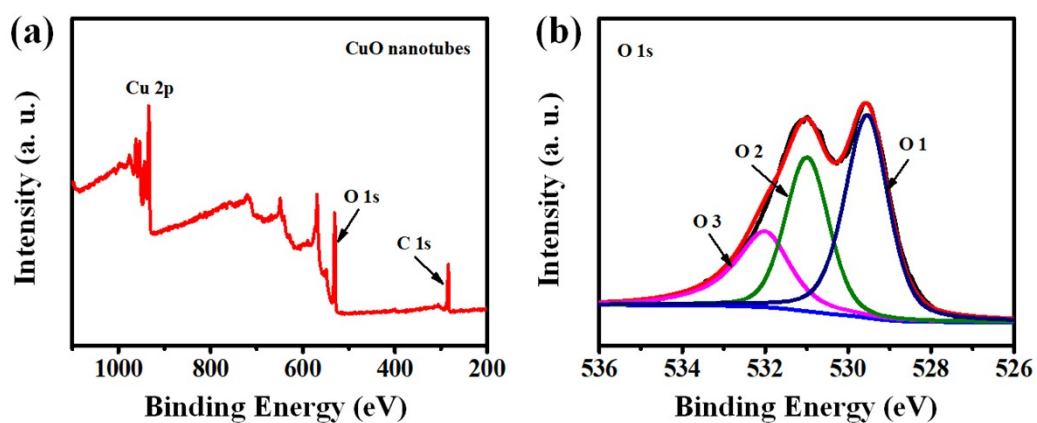 (a)
CuO nanotubes
Cu 2p
O 1s
C 1s
Intensity (a. u.)
1000 800 600 400 200
Binding Energy (eV)
(b)
O 1s
O 1
O 2
O 3
Intensity (a. u.)
536 534 532 530 528 526
Binding Energy (eV)